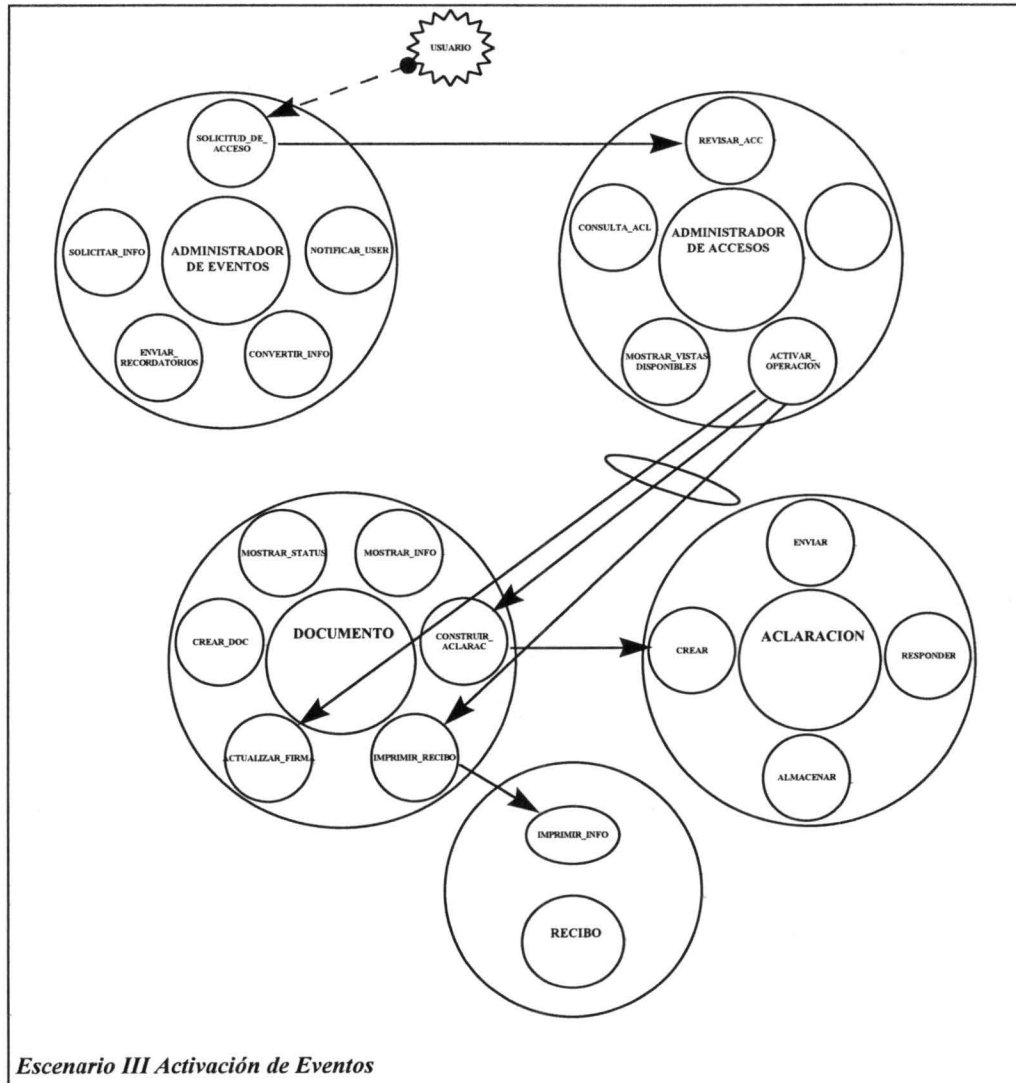 USUARIO
SOLICITUD_DE_
ACCESO
SOLICITAR_INFO
ADMINISTRADOR
DE EVENTOS
NOTIFICAR_USER
ENVIAR_
RECORDATORIOS
CONVERTIR_INFO
REVISAR_ACC
CONSULTA_ACL
ADMINISTRADOR
DE ACCESOS
MOSTRAR_VISTAS
DISPONIBLES
ACTIVAR_
OPERACION
MOSTRAR_STATUS
MOSTRAR_INFO
CREAR_DOC
DOCUMENTO
CONSTRUIR_
ACLARAC
ACTUALIZAR_FIRMA
IMPRIMIR_RECIBO
ENVIAR
CREAR
ACLARACION
RESPONDER
ALMACENAR
IMPRIMIR_INFO
RECIBO
Escenario III Activación de Eventos